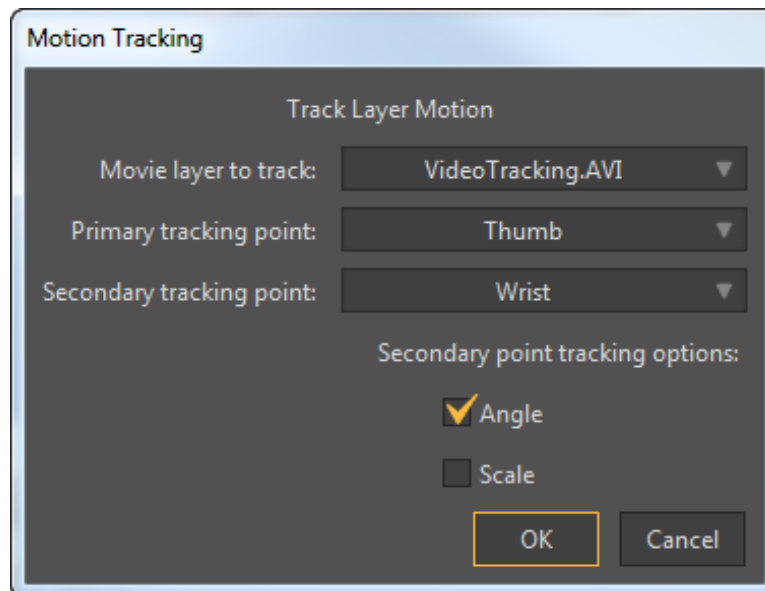 Motion Tracking
Track Layer Motion
Movie layer to track: VideoTracking.AVI
Primary tracking point: Thumb
Secondary tracking point: Wrist
Secondary point tracking options:
Angle
Scale
OK Cancel